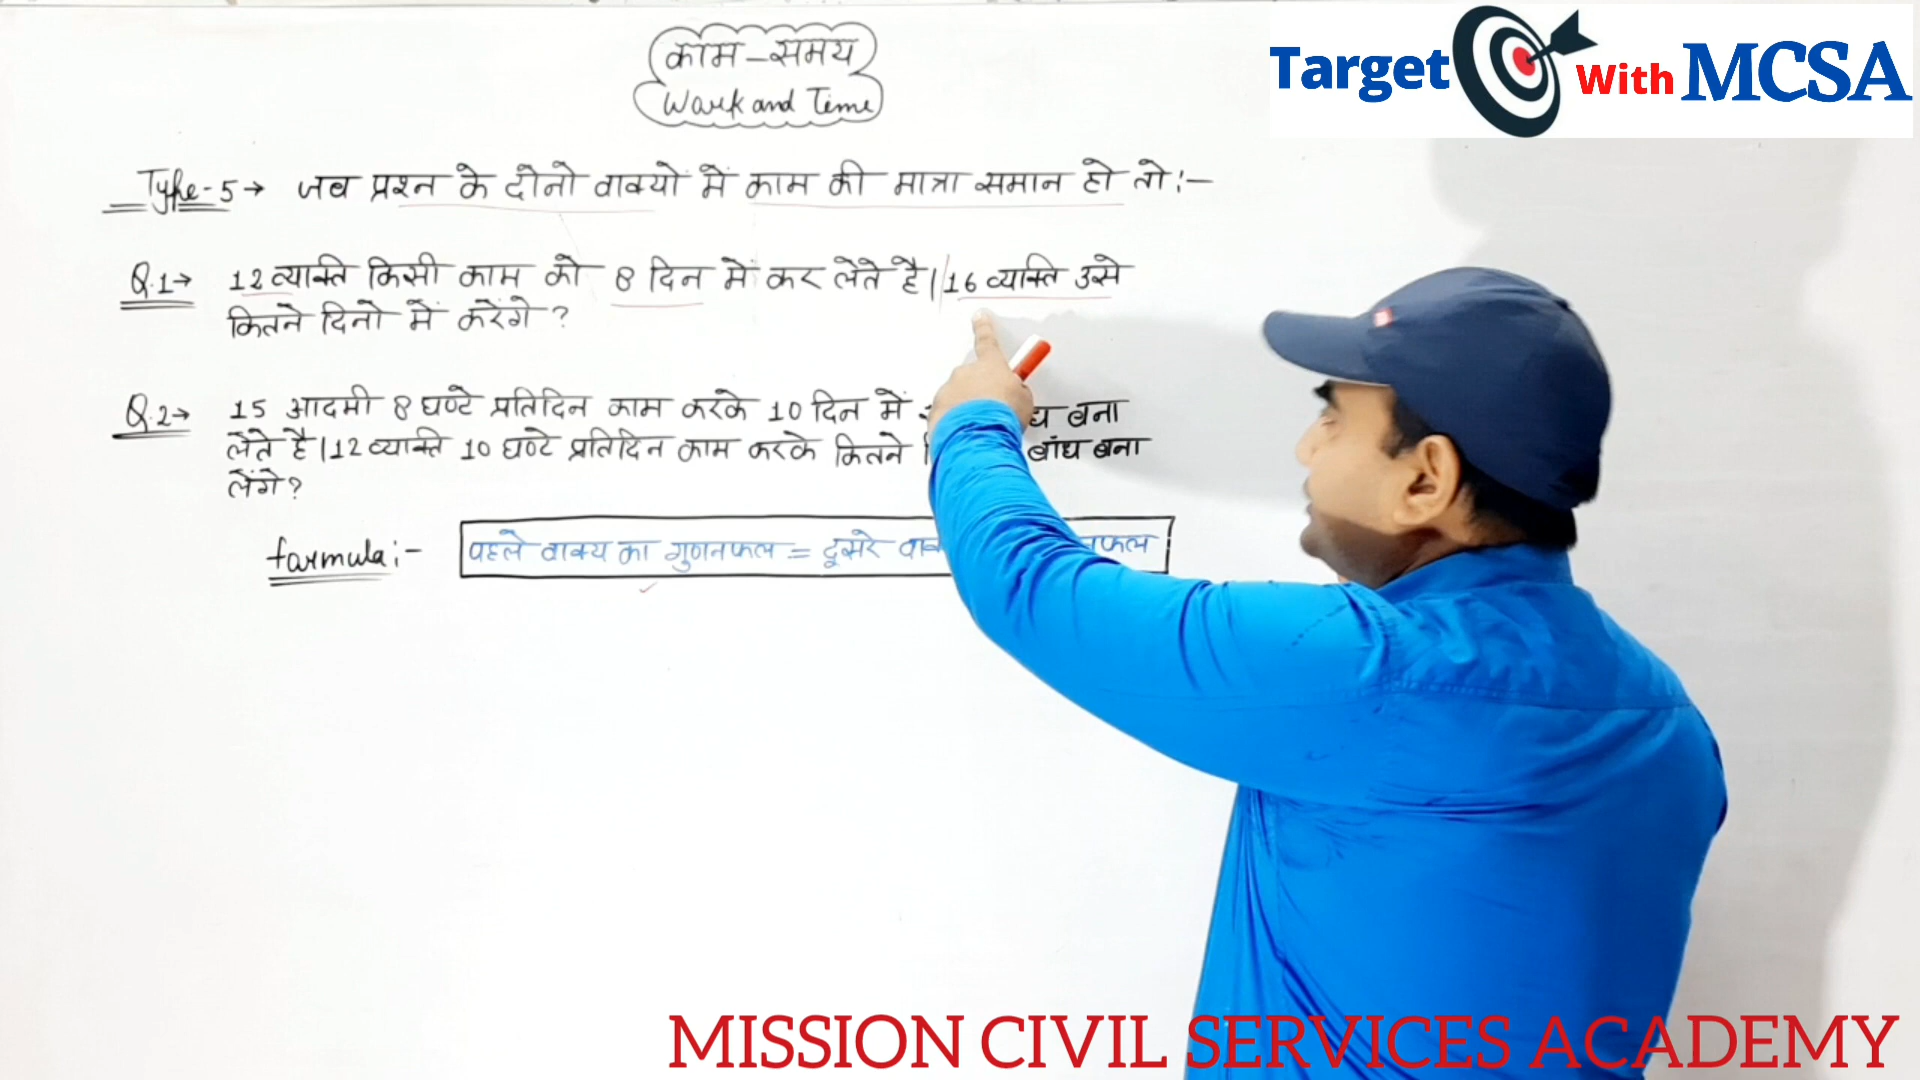 काम-समय
Work and Time
Target With MCSA
Type-5→ जब प्रश्न के दोनो वाक्यों में काम की मात्रा समान हो तो:-
Q.1→ 12 व्यक्ति किसी काम को 8 दिन में कर लेते है। 16 व्यक्ति उसे
कितने दिनो में करेंगे?
Q.2→ 15 आदमी 8 घण्टे प्रतिदिन काम करके 10 दिन में बना
लेते है। 12 व्यक्ति 10 घण्टे प्रतिदिन काम करके कितने बांध बना
लेंगे?
formula:- पहले वाक्य का गुणनफल = दूसरे
MISSION CIVIL SERVICES ACADEMY